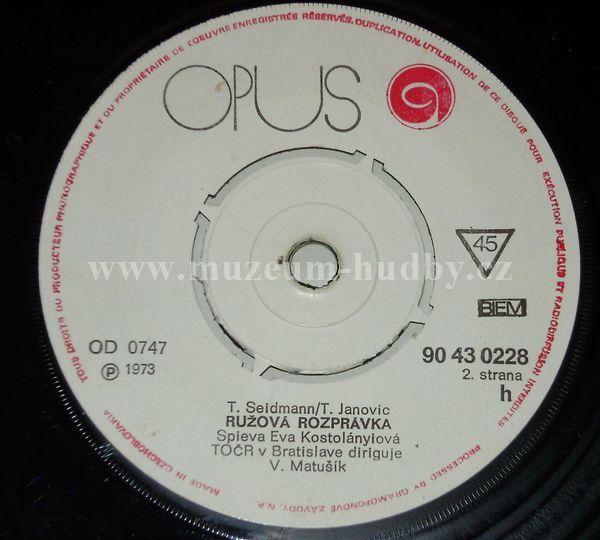 TOUS DROITS DU PRODUCTEUR PHONOGRAPHIQUE ET DU PROPRIÉTAIRE DE L'OEUVRE ENREGISTRÉE RÉSERVÉS. DUPLICATION, UTILISATION DE CE DISQUE POUR EXÉCUTION PUBLIQUE ET RADIODIFFUSION INTERDITES
OPUS
45
www.muzeum-hudby.cz
BIEM
OD 0747
90 43 0228
℗ 1973
2. strana
h
T. Seidmann/T. Janovic
RUŽOVÁ ROZPRÁVKA
Spieva Eva Kostolányiová
TOČR v Bratislave diriguje
V. Matušík
MADE IN CZECHOSLOVAKIA
PROCESSED BY GRAMOFONOVÉ ZÁVODY, N.P.